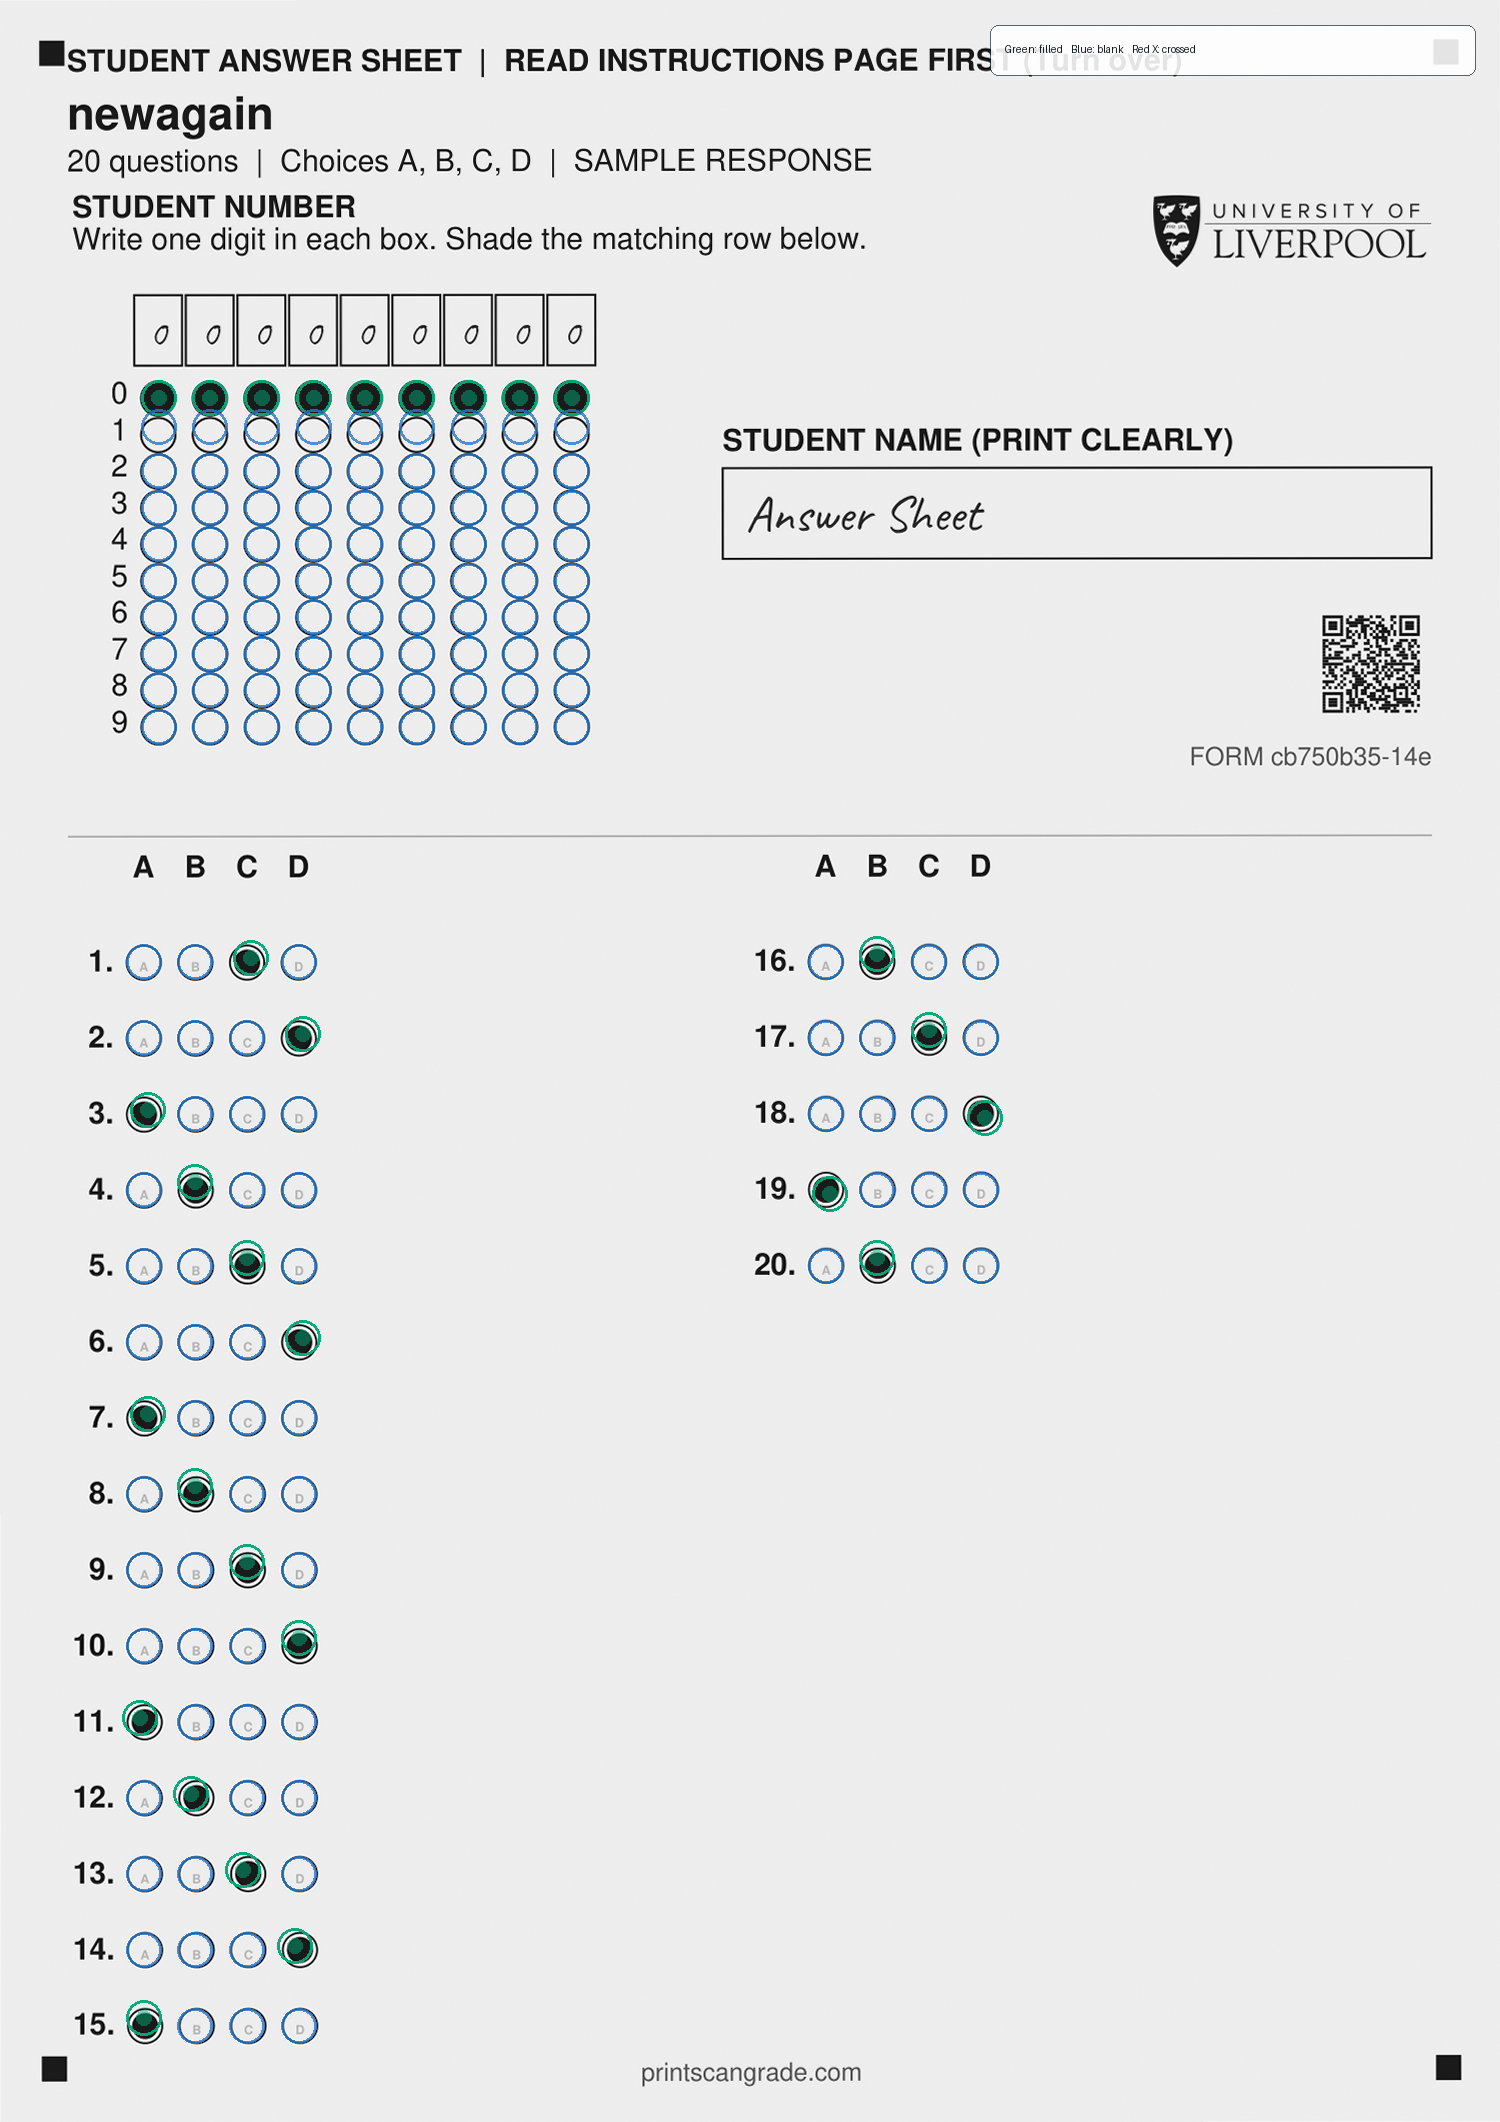 STUDENT ANSWER SHEET | READ INSTRUCTIONS PAGE FIRST (Turn over)
Green: filled Blue: blank Red X: crossed
newagain
20 questions | Choices A, B, C, D | SAMPLE RESPONSE
STUDENT NUMBER
Write one digit in each box. Shade the matching row below.
UNIVERSITY OF
LIVERPOOL
0 0 0 0 0 0 0 0 0
0
1
2
3
4
5
6
7
8
9
STUDENT NAME (PRINT CLEARLY)
Answer Sheet
FORM cb750b35-14e
A B C D
1. A B D
2. A B C
3. B C D
4. A C D
5. A B D
6. A B C
7. B C D
8. A C D
9. A B D
10. A B C
11. B C D
12. A C D
13. A B D
14. A B C
15. B C D
A B C D
16. A C D
17. A B D
18. A B C
19. B C D
20. A C D
printscangrade.com